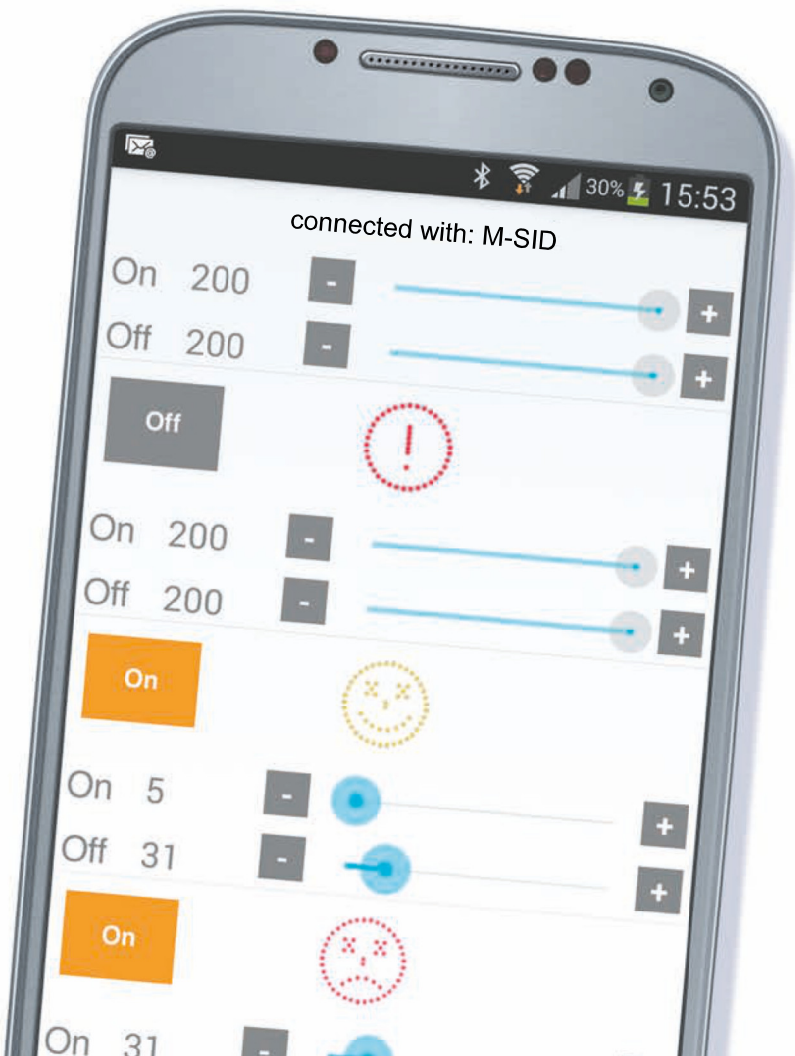 30% 15:53
connected with: M-SID
On 200 - +
Off 200 - +
Off
!
On 200 - +
Off 200 - +
On
On 5 - +
Off 31 - +
On
On 31 -